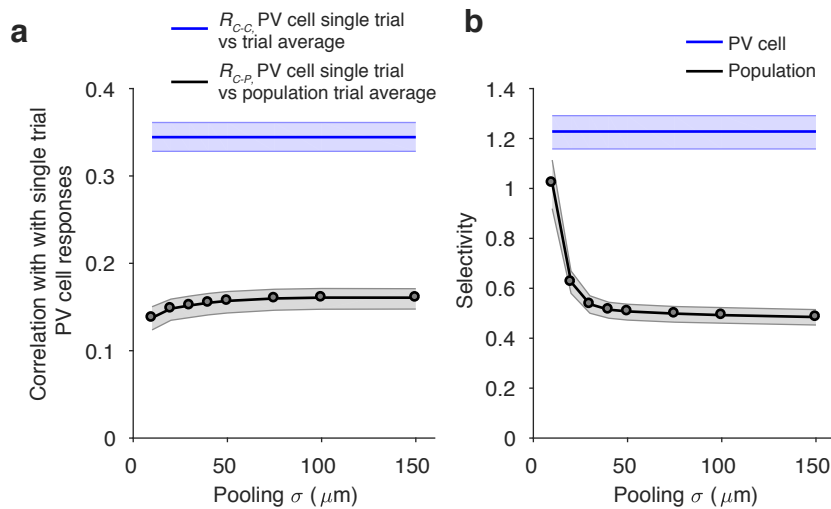 a
R_C-C, PV cell single trial
vs trial average
R_C-P, PV cell single trial
vs population trial average
Correlation with with single trial
PV cell responses
0.4
0.3
0.2
0.1
0
0 50 100 150
Pooling σ (μm)
b
PV cell
Population
Selectivity
1.4
1.2
1
0.8
0.6
0.4
0.2
0
0 50 100 150
Pooling σ (μm)